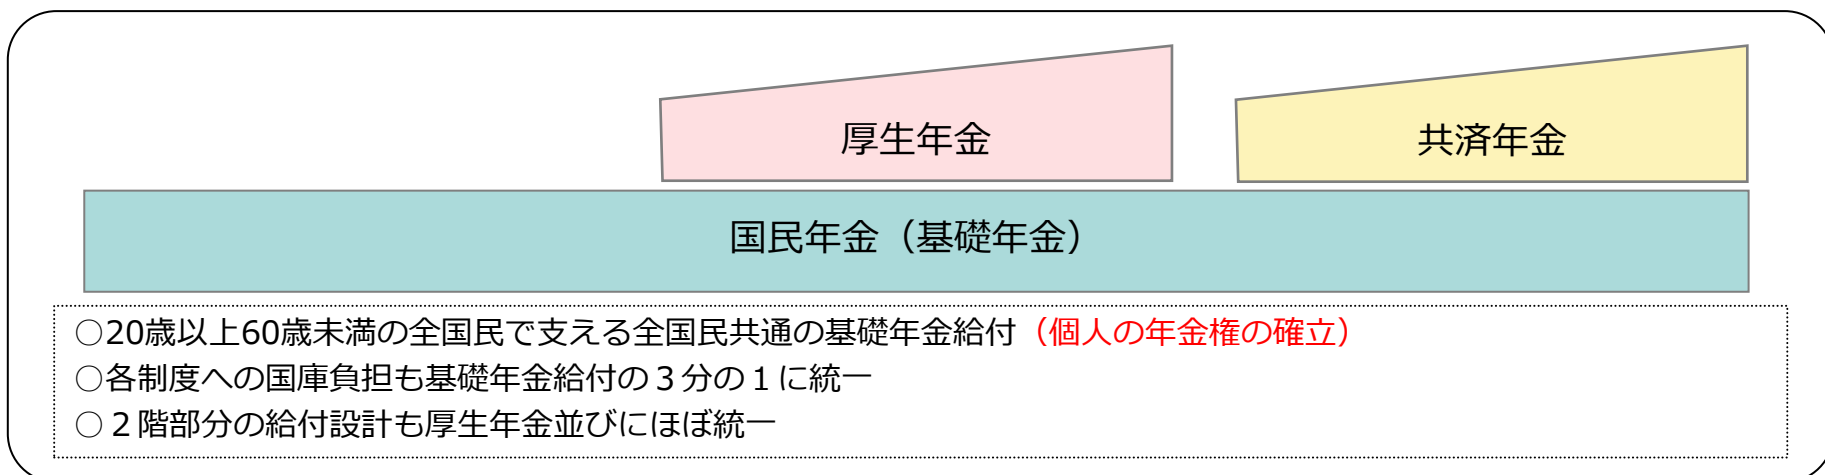 厚生年金
共済年金
国民年金（基礎年金）
○20歳以上60歳未満の全国民で支える全国民共通の基礎年金給付（個人の年金権の確立）
○各制度への国庫負担も基礎年金給付の３分の１に統一
○２階部分の給付設計も厚生年金並びにほぼ統一